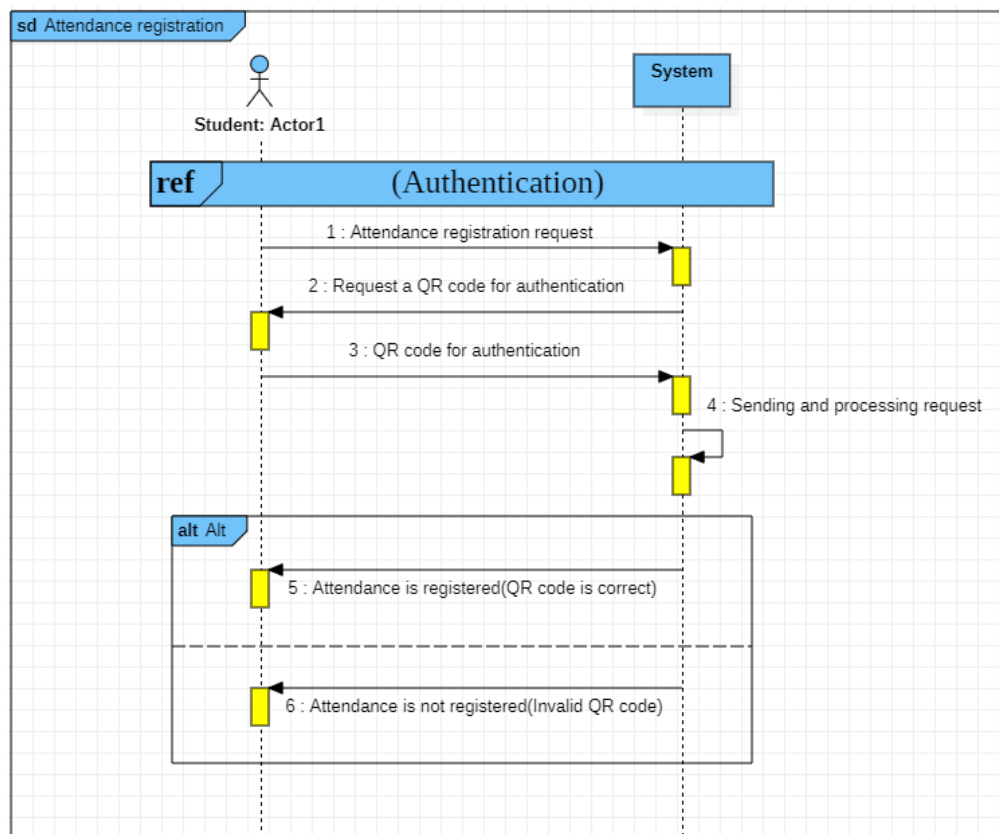 sd Attendance registration
System
Student: Actor1
ref (Authentication)
1 : Attendance registration request
2 : Request a QR code for authentication
3 : QR code for authentication
4 : Sending and processing request
alt Alt
5 : Attendance is registered(QR code is correct)
6 : Attendance is not registered(Invalid QR code)